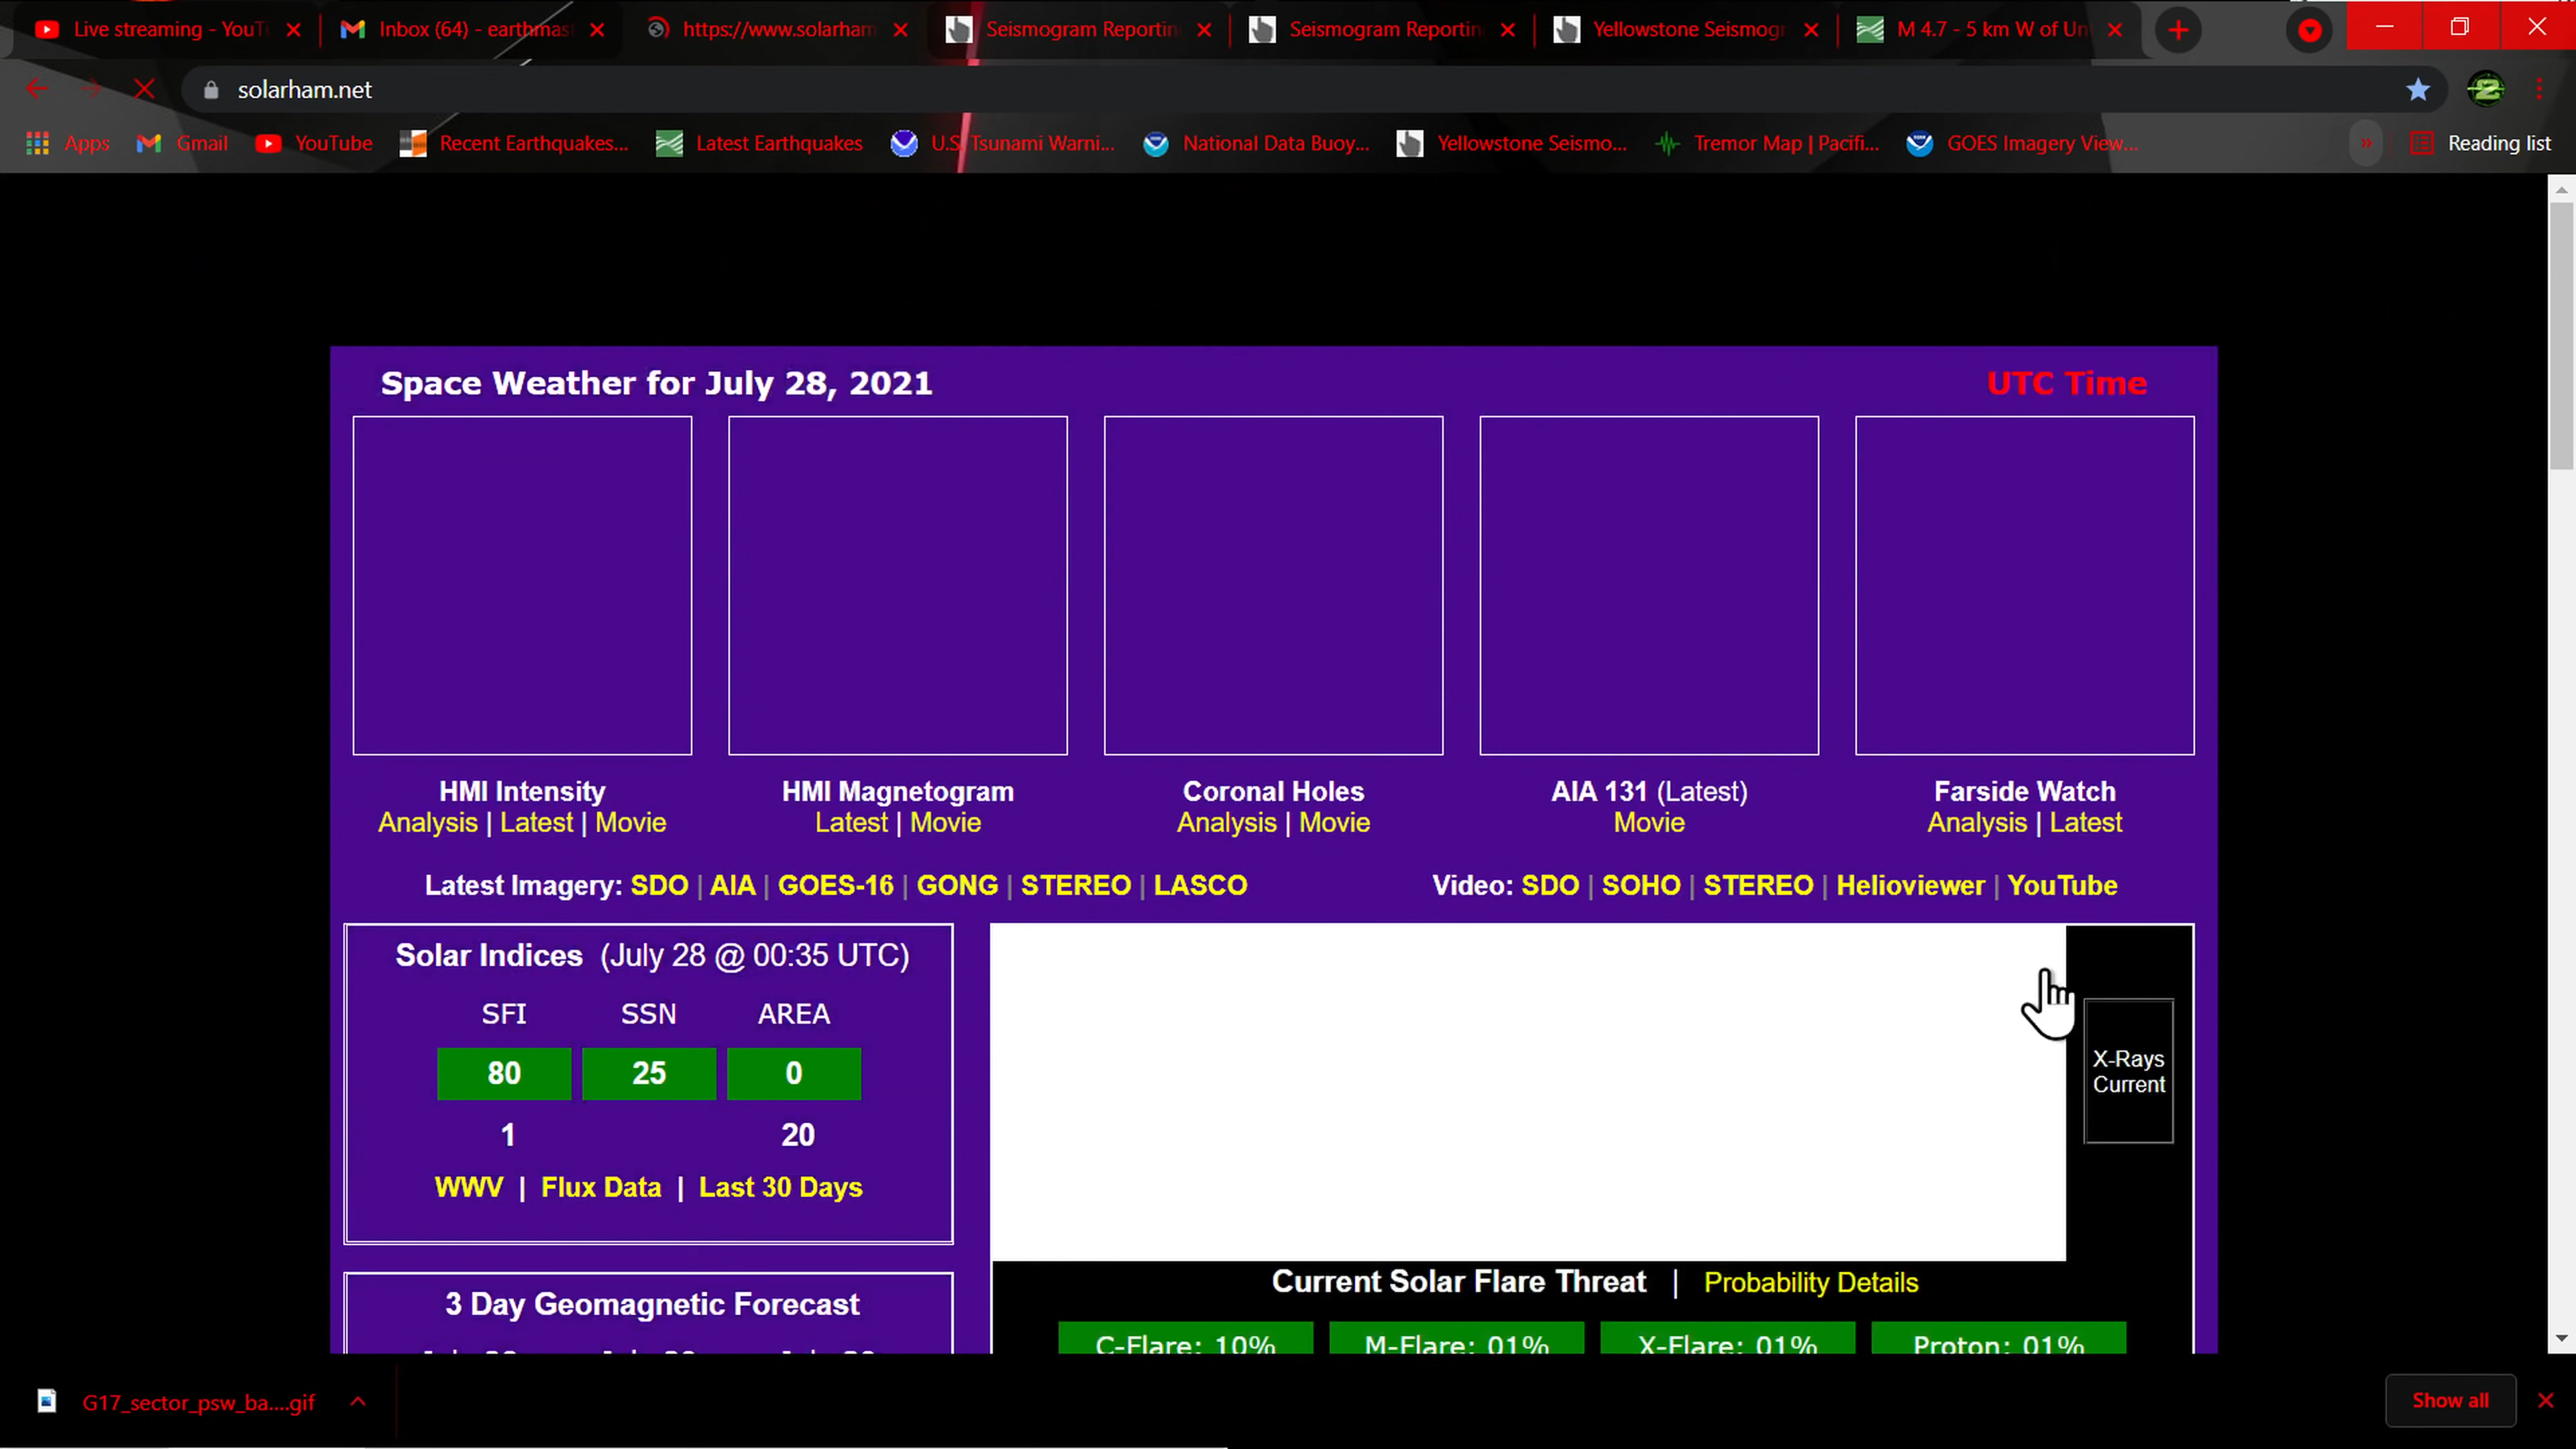 Live streaming - YouT
Inbox (64) - earthmast
https://www.solarham
Seismogram Reportin
Seismogram Reportin
Yellowstone Seismogr
M 4.7 - 5 km W of Un
solarham.net
Apps
Gmail
YouTube
Recent Earthquakes...
Latest Earthquakes
U.S. Tsunami Warni...
National Data Buoy...
Yellowstone Seismo...
Tremor Map | Pacifi...
GOES Imagery View...
»
Reading list
Space Weather for July 28, 2021
UTC Time
HMI Intensity
Analysis | Latest | Movie
HMI Magnetogram
Latest | Movie
Coronal Holes
Analysis | Movie
AIA 131 (Latest)
Movie
Farside Watch
Analysis | Latest
Latest Imagery: SDO | AIA | GOES-16 | GONG | STEREO | LASCO
Video: SDO | SOHO | STEREO | Helioviewer | YouTube
Solar Indices (July 28 @ 00:35 UTC)
SFI SSN AREA
80 25 0
1 20
WWV | Flux Data | Last 30 Days
X-Rays
Current
Current Solar Flare Threat | Probability Details
C-Flare: 10% M-Flare: 01% X-Flare: 01% Proton: 01%
3 Day Geomagnetic Forecast
G17_sector_psw_ba....gif
Show all